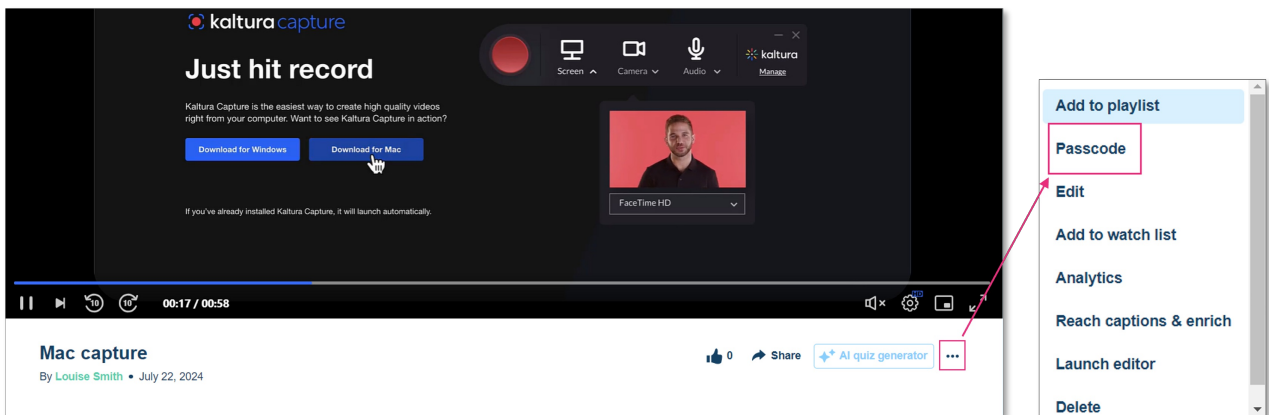 kaltura capture
Just hit record
Kaltura Capture is the easiest way to create high quality videos
right from your computer. Want to see Kaltura Capture in action?
Download for Windows
Download for Mac
If you've already installed Kaltura Capture, it will launch automatically.
Screen
Camera
Audio
kaltura
Manage
FaceTime HD
10
10
00:17 / 00:58
HD
Mac capture
By Louise Smith • July 22, 2024
0
Share
AI quiz generator
Add to playlist
Passcode
Edit
Add to watch list
Analytics
Reach captions & enrich
Launch editor
Delete